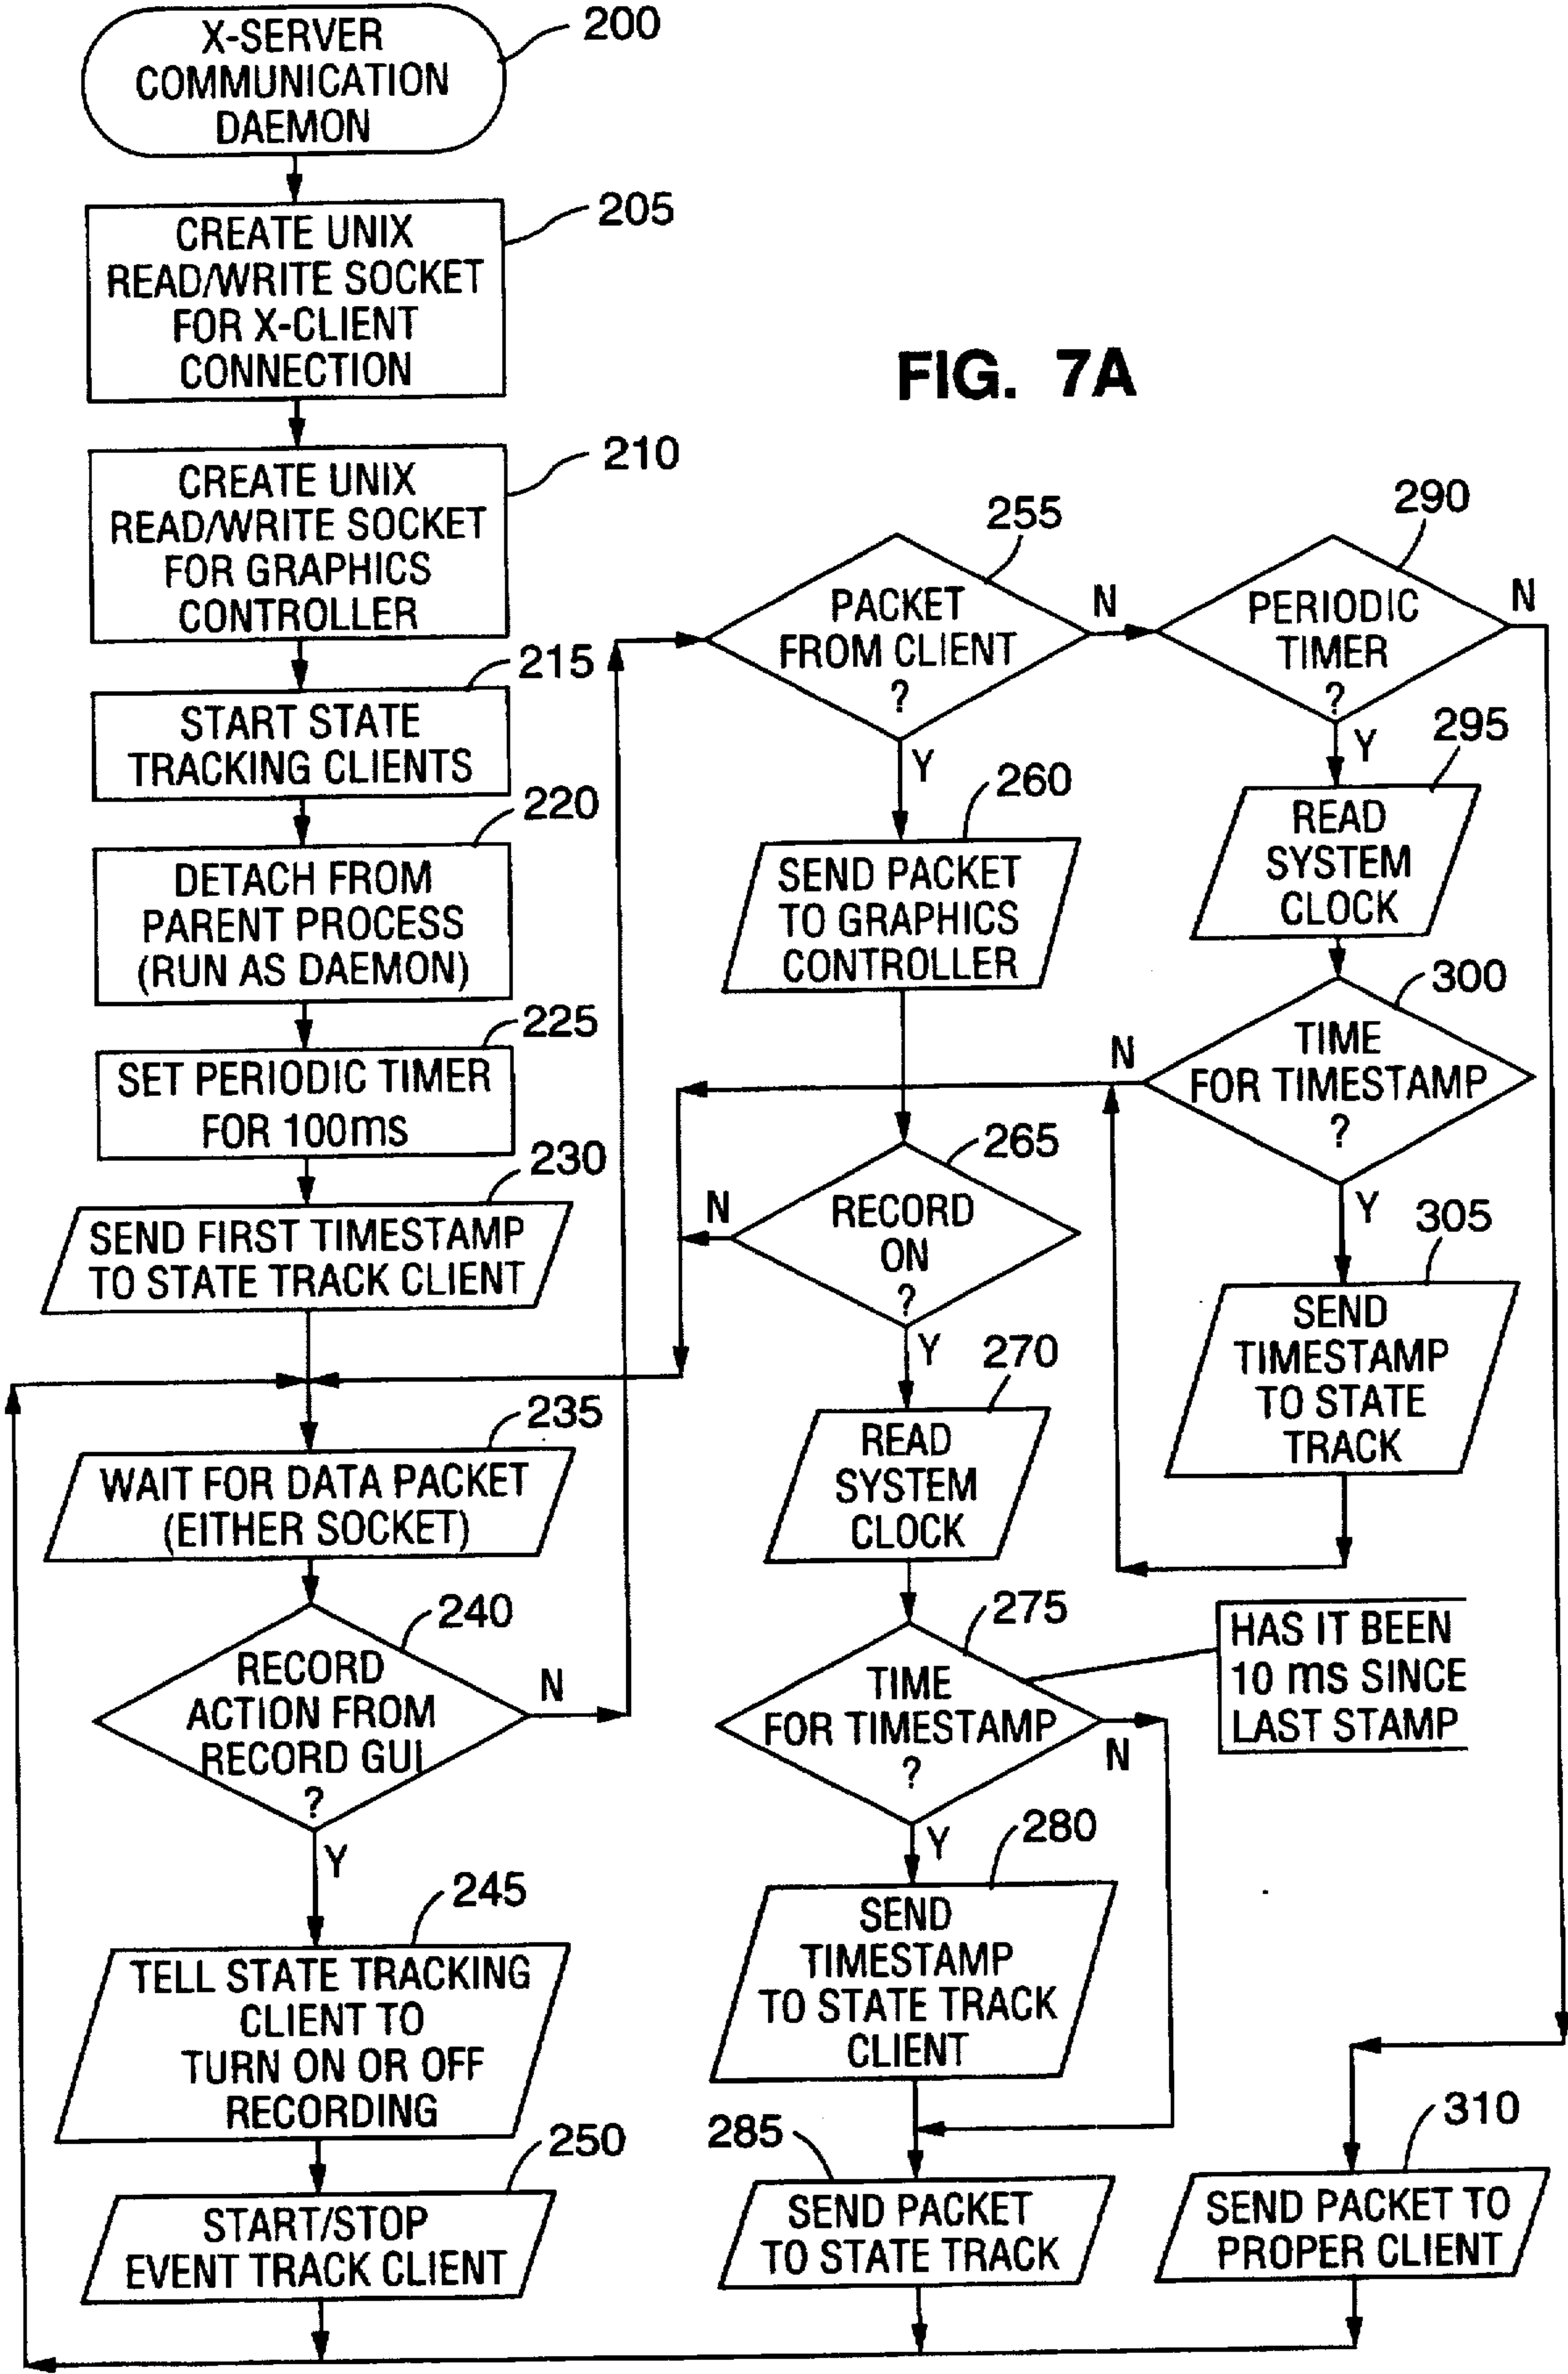 X-SERVER
COMMUNICATION
DAEMON
200
CREATE UNIX
READ/WRITE SOCKET
FOR X-CLIENT
CONNECTION
205
FIG. 7A
CREATE UNIX
READ/WRITE SOCKET
FOR GRAPHICS
CONTROLLER
210
START STATE
TRACKING CLIENTS
215
DETACH FROM
PARENT PROCESS
(RUN AS DAEMON)
220
SET PERIODIC TIMER
FOR 100ms
225
SEND FIRST TIMESTAMP
TO STATE TRACK CLIENT
230
WAIT FOR DATA PACKET
(EITHER SOCKET)
235
RECORD
ACTION FROM
RECORD GUI
?
240
N
Y
TELL STATE TRACKING
CLIENT TO
TURN ON OR OFF
RECORDING
245
START/STOP
EVENT TRACK CLIENT
250
PACKET
FROM CLIENT
?
255
N
Y
SEND PACKET
TO GRAPHICS
CONTROLLER
260
RECORD
ON
?
265
N
Y
READ
SYSTEM
CLOCK
270
TIME
FOR TIMESTAMP
?
275
N
Y
HAS IT BEEN
10 ms SINCE
LAST STAMP
SEND
TIMESTAMP
TO STATE TRACK
CLIENT
280
SEND PACKET
TO STATE TRACK
285
PERIODIC
TIMER
?
290
N
Y
READ
SYSTEM
CLOCK
295
TIME
FOR TIMESTAMP
?
300
N
Y
SEND
TIMESTAMP
TO STATE
TRACK
305
SEND PACKET TO
PROPER CLIENT
310